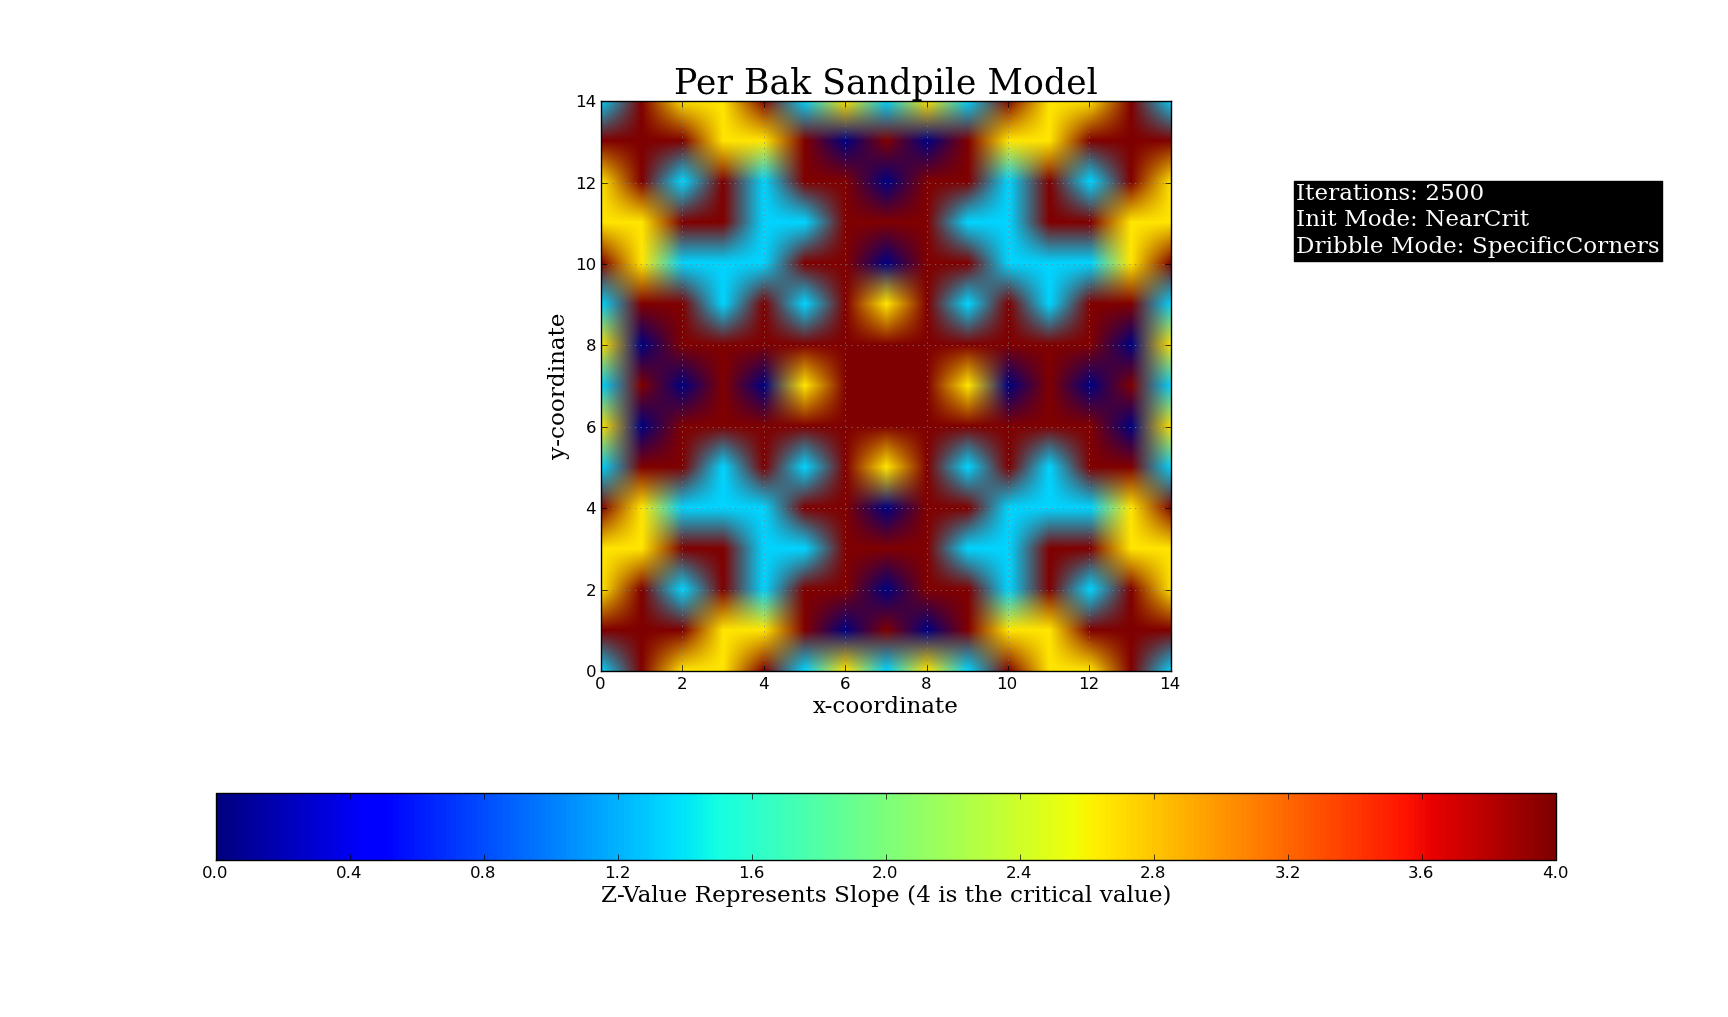 Per Bak Sandpile Model
14
12
10
8
6
4
2
0
y-coordinate
0 2 4 6 8 10 12 14
x-coordinate
Iterations: 2500
Init Mode: NearCrit
Dribble Mode: SpecificCorners
0.0 0.4 0.8 1.2 1.6 2.0 2.4 2.8 3.2 3.6 4.0
Z-Value Represents Slope (4 is the critical value)